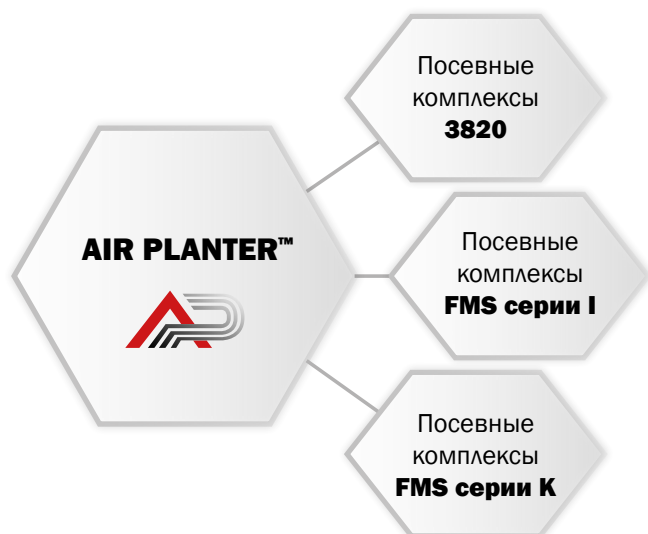 AIR PLANTER™
Посевные
комплексы
3820
Посевные
комплексы
FMS серии I
Посевные
комплексы
FMS серии K